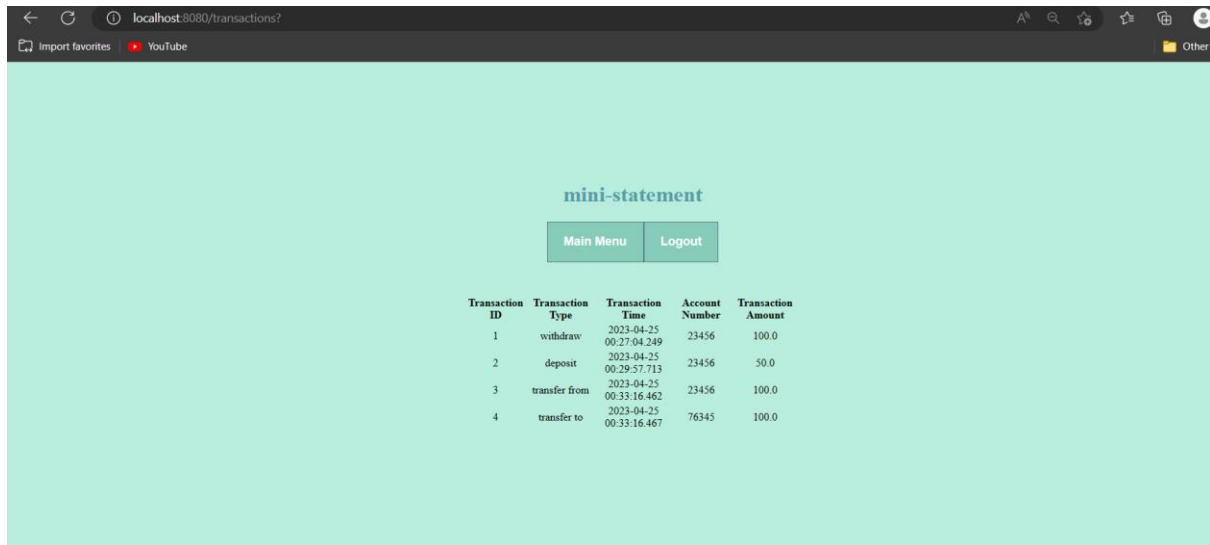 localhost:8080/transactions?
Import favorites YouTube Other
mini-statement
Main Menu Logout
Transaction Transaction Transaction Account Transaction
ID Type Time Number Amount
1 withdraw 2023-04-25 00:27:04.249 23456 100.0
2 deposit 2023-04-25 00:29:57.713 23456 50.0
3 transfer from 2023-04-25 00:33:16.462 23456 100.0
4 transfer to 2023-04-25 00:33:16.467 76345 100.0